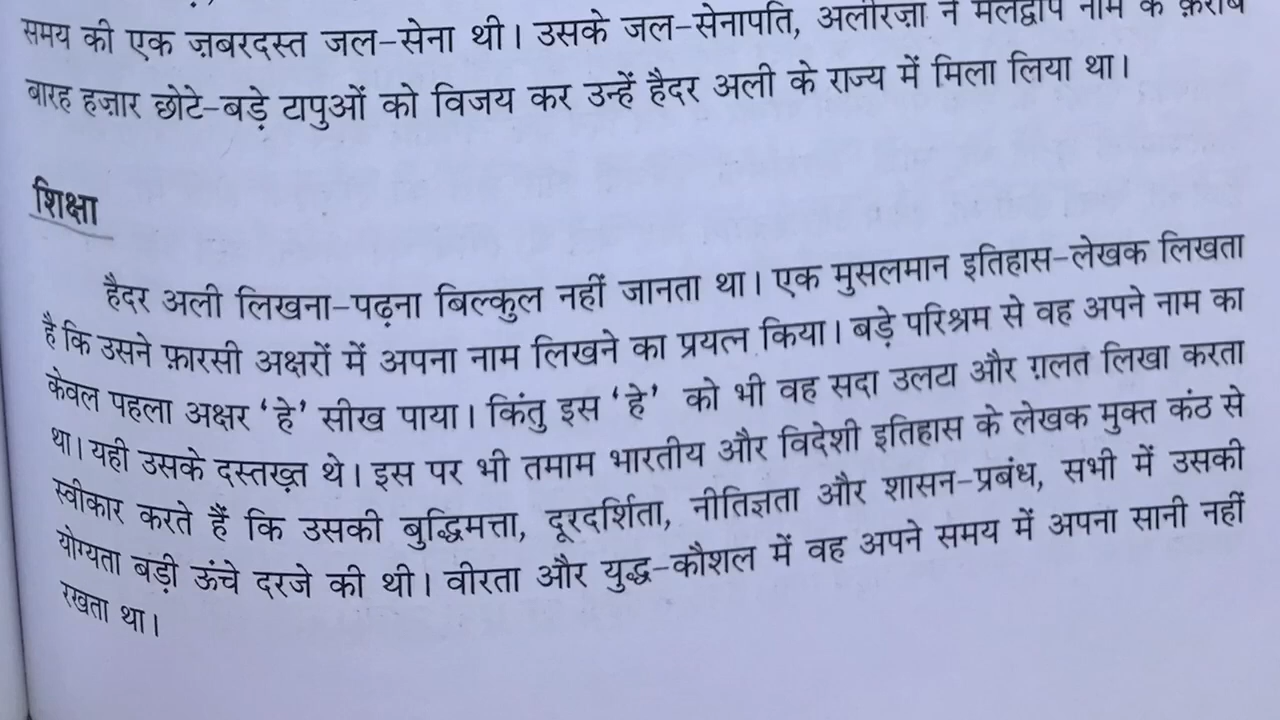 समय की एक ज़बरदस्त जल-सेना थी। उसके जल-सेनापति, अलीरज़ा ने मलद्वीप नाम के क़रीब
बारह हज़ार छोटे-बड़े टापुओं को विजय कर उन्हें हैदर अली के राज्य में मिला लिया था।
शिक्षा
हैदर अली लिखना-पढ़ना बिल्कुल नहीं जानता था। एक मुसलमान इतिहास-लेखक लिखता
है कि उसने फ़ारसी अक्षरों में अपना नाम लिखने का प्रयत्न किया। बड़े परिश्रम से वह अपने नाम का
केवल पहला अक्षर ‘हे’ सीख पाया। किंतु इस ‘हे’ को भी वह सदा उलटा और ग़लत लिखा करता
था। यही उसके दस्तख़्त थे। इस पर भी तमाम भारतीय और विदेशी इतिहास के लेखक मुक्त कंठ से
स्वीकार करते हैं कि उसकी बुद्धिमत्ता, दूरदर्शिता, नीतिज्ञता और शासन-प्रबंध, सभी में उसकी
योग्यता बड़ी ऊंचे दरजे की थी। वीरता और युद्ध-कौशल में वह अपने समय में अपना सानी नहीं
रखता था।